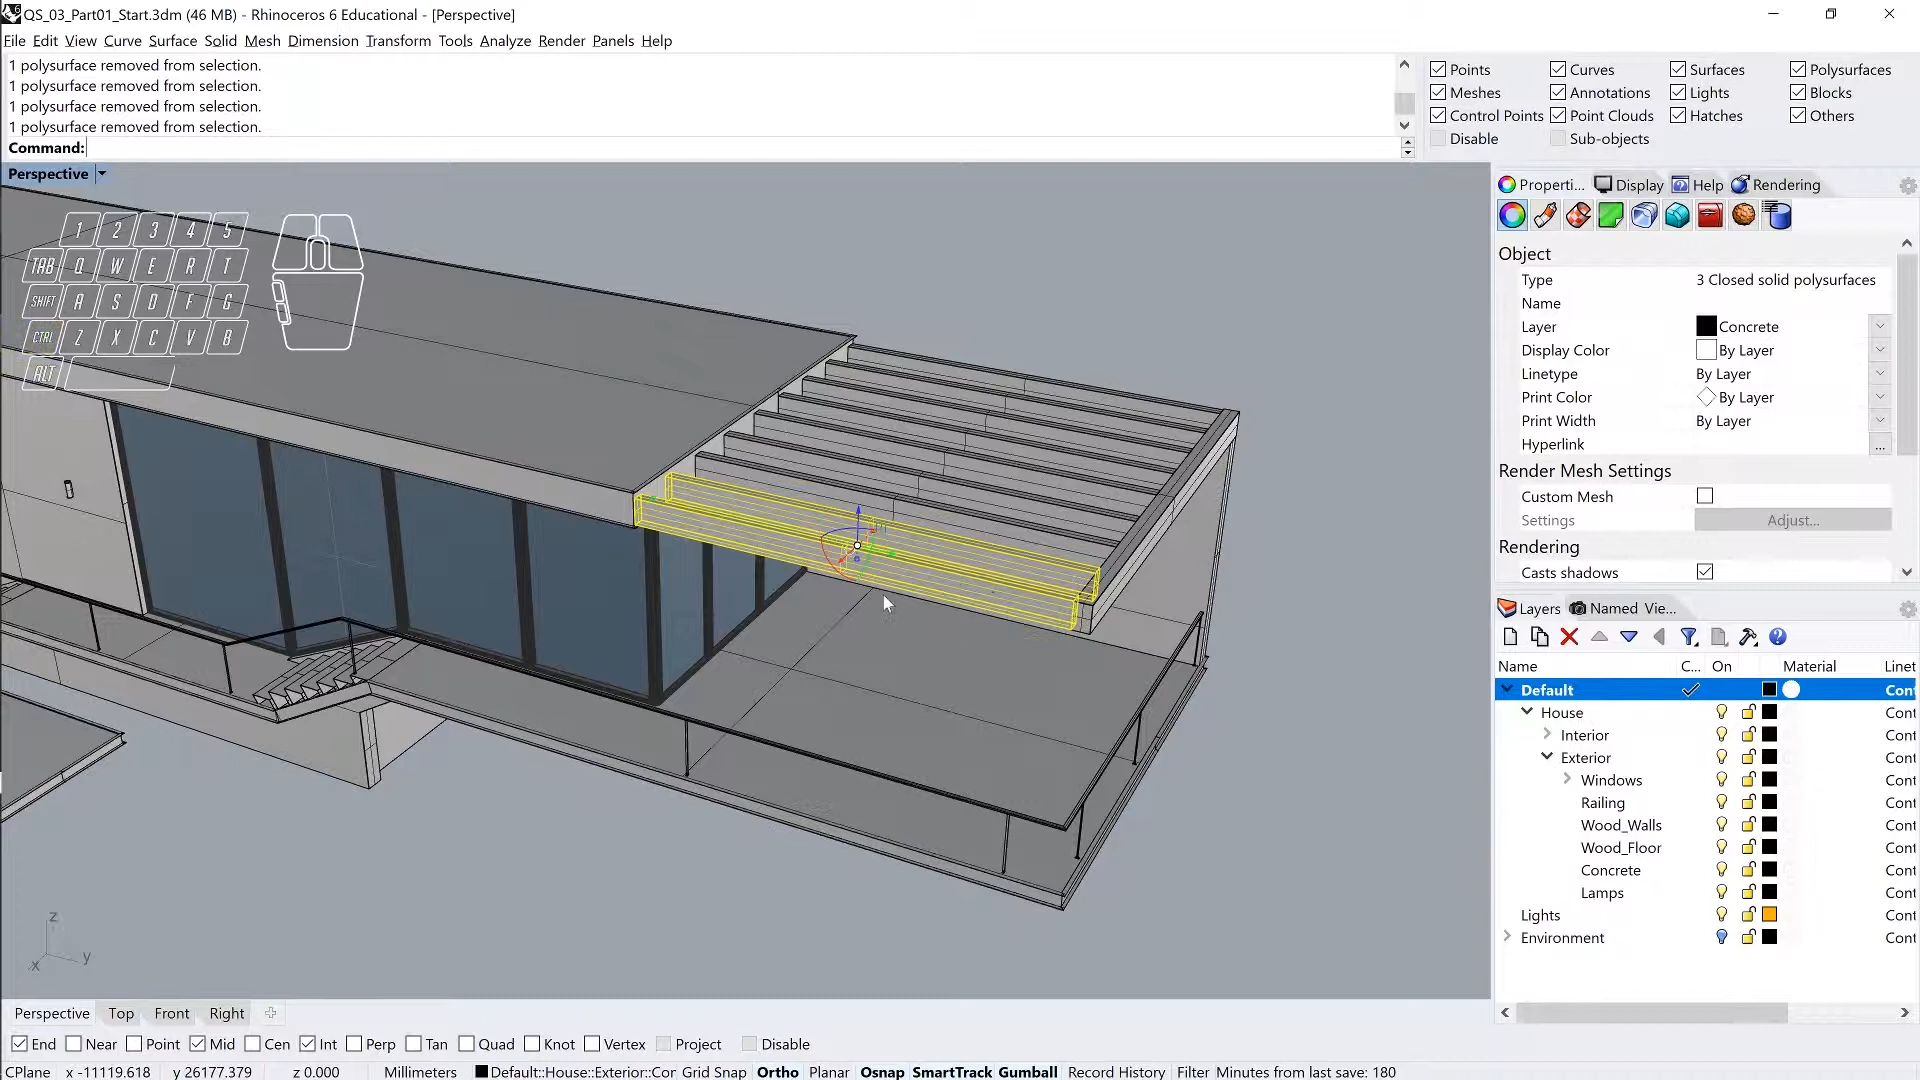 QS_03_Part01_Start.3dm (46 MB) - Rhinoceros 6 Educational - [Perspective]
File Edit View Curve Surface Solid Mesh Dimension Transform Tools Analyze Render Panels Help
1 polysurface removed from selection.
1 polysurface removed from selection.
1 polysurface removed from selection.
1 polysurface removed from selection.
Command:
Points Curves Surfaces Polysurfaces
Meshes Annotations Lights Blocks
Control Points Point Clouds Hatches Others
Disable Sub-objects
Perspective
1 2 3 4 5
TAB Q W E R T
SHIFT A S D F G
CTRL Z X C V B
ALT
z
y
x
Properti... Display Help Rendering
Object
Type 3 Closed solid polysurfaces
Name
Layer Concrete
Display Color By Layer
Linetype By Layer
Print Color By Layer
Print Width By Layer
Hyperlink ...
Render Mesh Settings
Custom Mesh
Settings Adjust...
Rendering
Casts shadows
Layers Named Vie...
Name C... On Material Linet
Default Cont
House Cont
Interior Cont
Exterior Cont
Windows Cont
Railing Cont
Wood_Walls Cont
Wood_Floor Cont
Concrete Cont
Lamps Cont
Lights Cont
Environment Cont
Perspective Top Front Right
End Near Point Mid Cen Int Perp Tan Quad Knot Vertex Project Disable
CPlane x -11119.618 y 26177.379 z 0.000 Millimeters Default::House::Exterior::Cor Grid Snap Ortho Planar Osnap SmartTrack Gumball Record History Filter Minutes from last save: 180